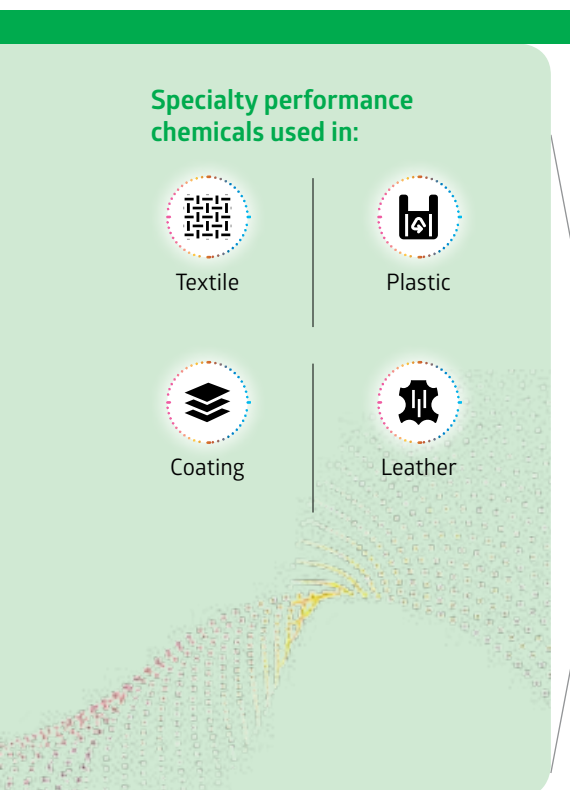 Specialty performance
chemicals used in:
Textile
Plastic
Coating
Leather